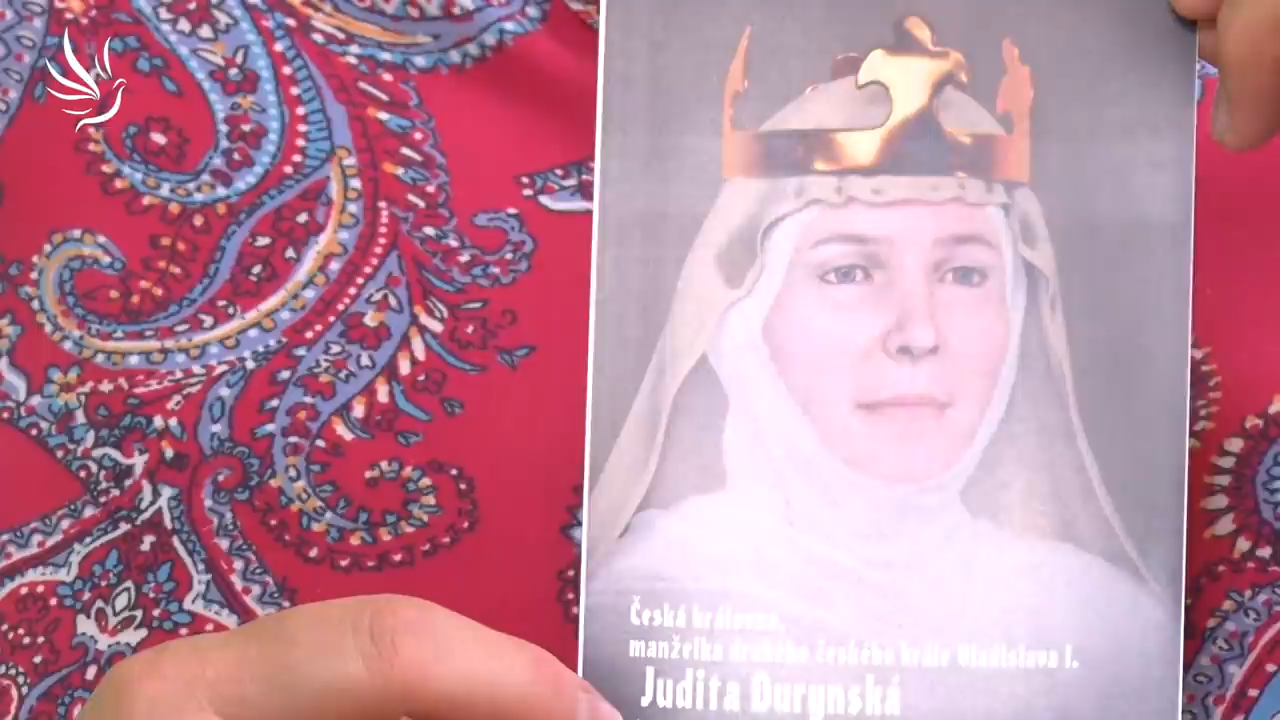 Česká královna,
manželka druhého českého krále Vladislava I.
Judita Durynská